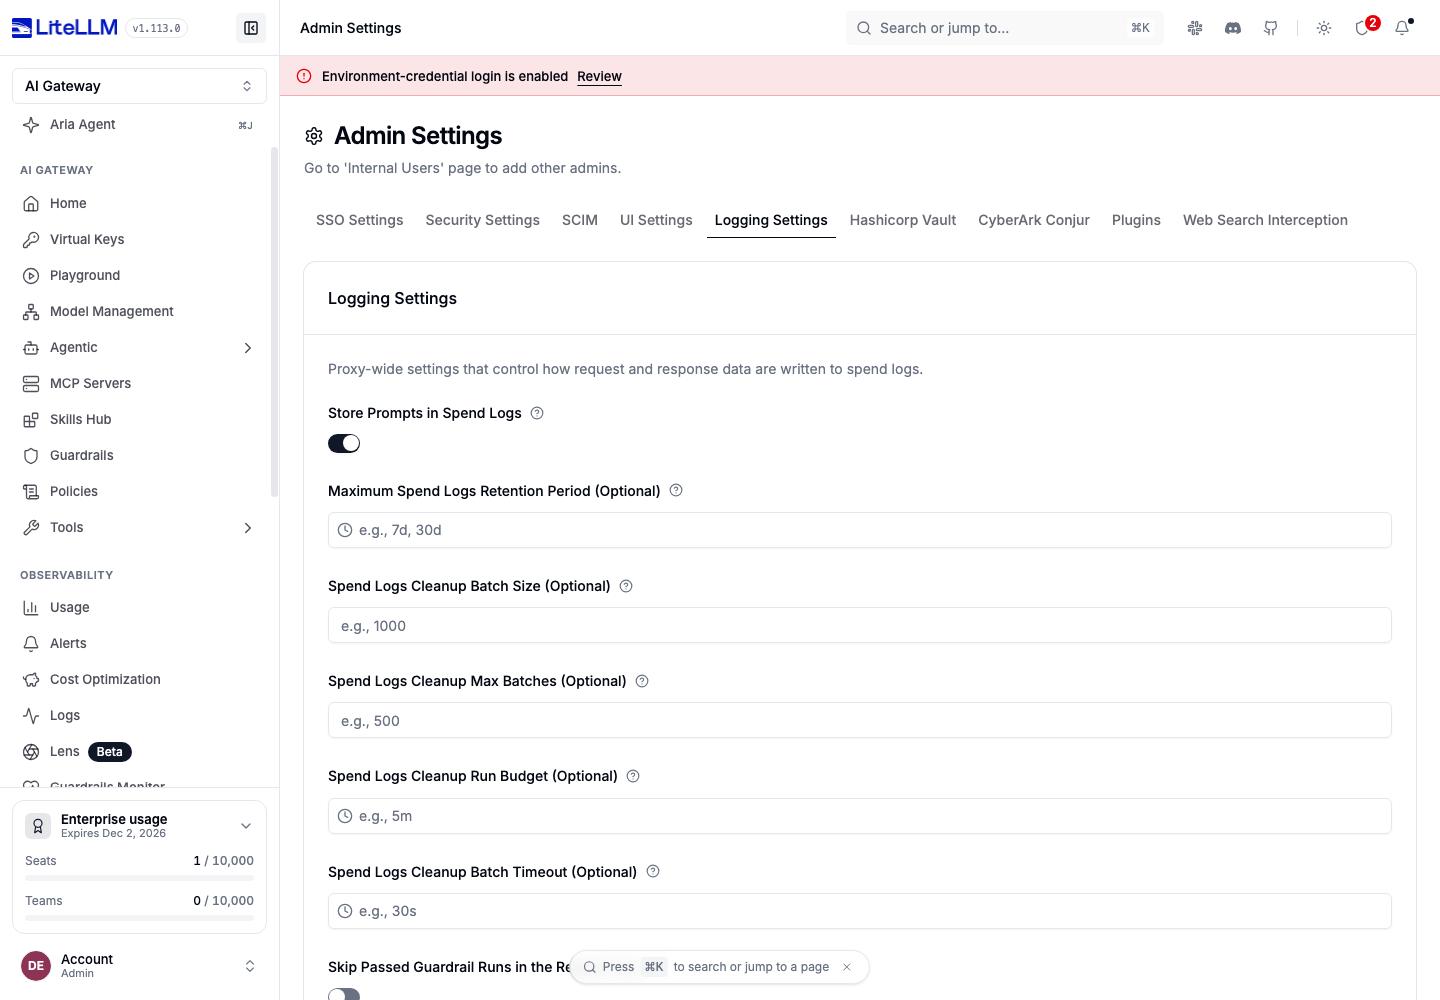 LiteLLM
v1.113.0
Admin Settings
Search or jump to...
⌘K
2
AI Gateway
Environment-credential login is enabled Review
Aria Agent
⌘J
AI GATEWAY
Home
Virtual Keys
Playground
Model Management
Agentic
MCP Servers
Skills Hub
Guardrails
Policies
Tools
OBSERVABILITY
Usage
Alerts
Cost Optimization
Logs
Lens Beta
Guardrails Monitor
Enterprise usage
Expires Dec 2, 2026
Seats
1 / 10,000
Teams
0 / 10,000
DE
Account
Admin
Admin Settings
Go to 'Internal Users' page to add other admins.
SSO Settings
Security Settings
SCIM
UI Settings
Logging Settings
Hashicorp Vault
CyberArk Conjur
Plugins
Web Search Interception
Logging Settings
Proxy-wide settings that control how request and response data are written to spend logs.
Store Prompts in Spend Logs
Maximum Spend Logs Retention Period (Optional)
e.g., 7d, 30d
Spend Logs Cleanup Batch Size (Optional)
e.g., 1000
Spend Logs Cleanup Max Batches (Optional)
e.g., 500
Spend Logs Cleanup Run Budget (Optional)
e.g., 5m
Spend Logs Cleanup Batch Timeout (Optional)
e.g., 30s
Skip Passed Guardrail Runs in the
Press ⌘K to search or jump to a page